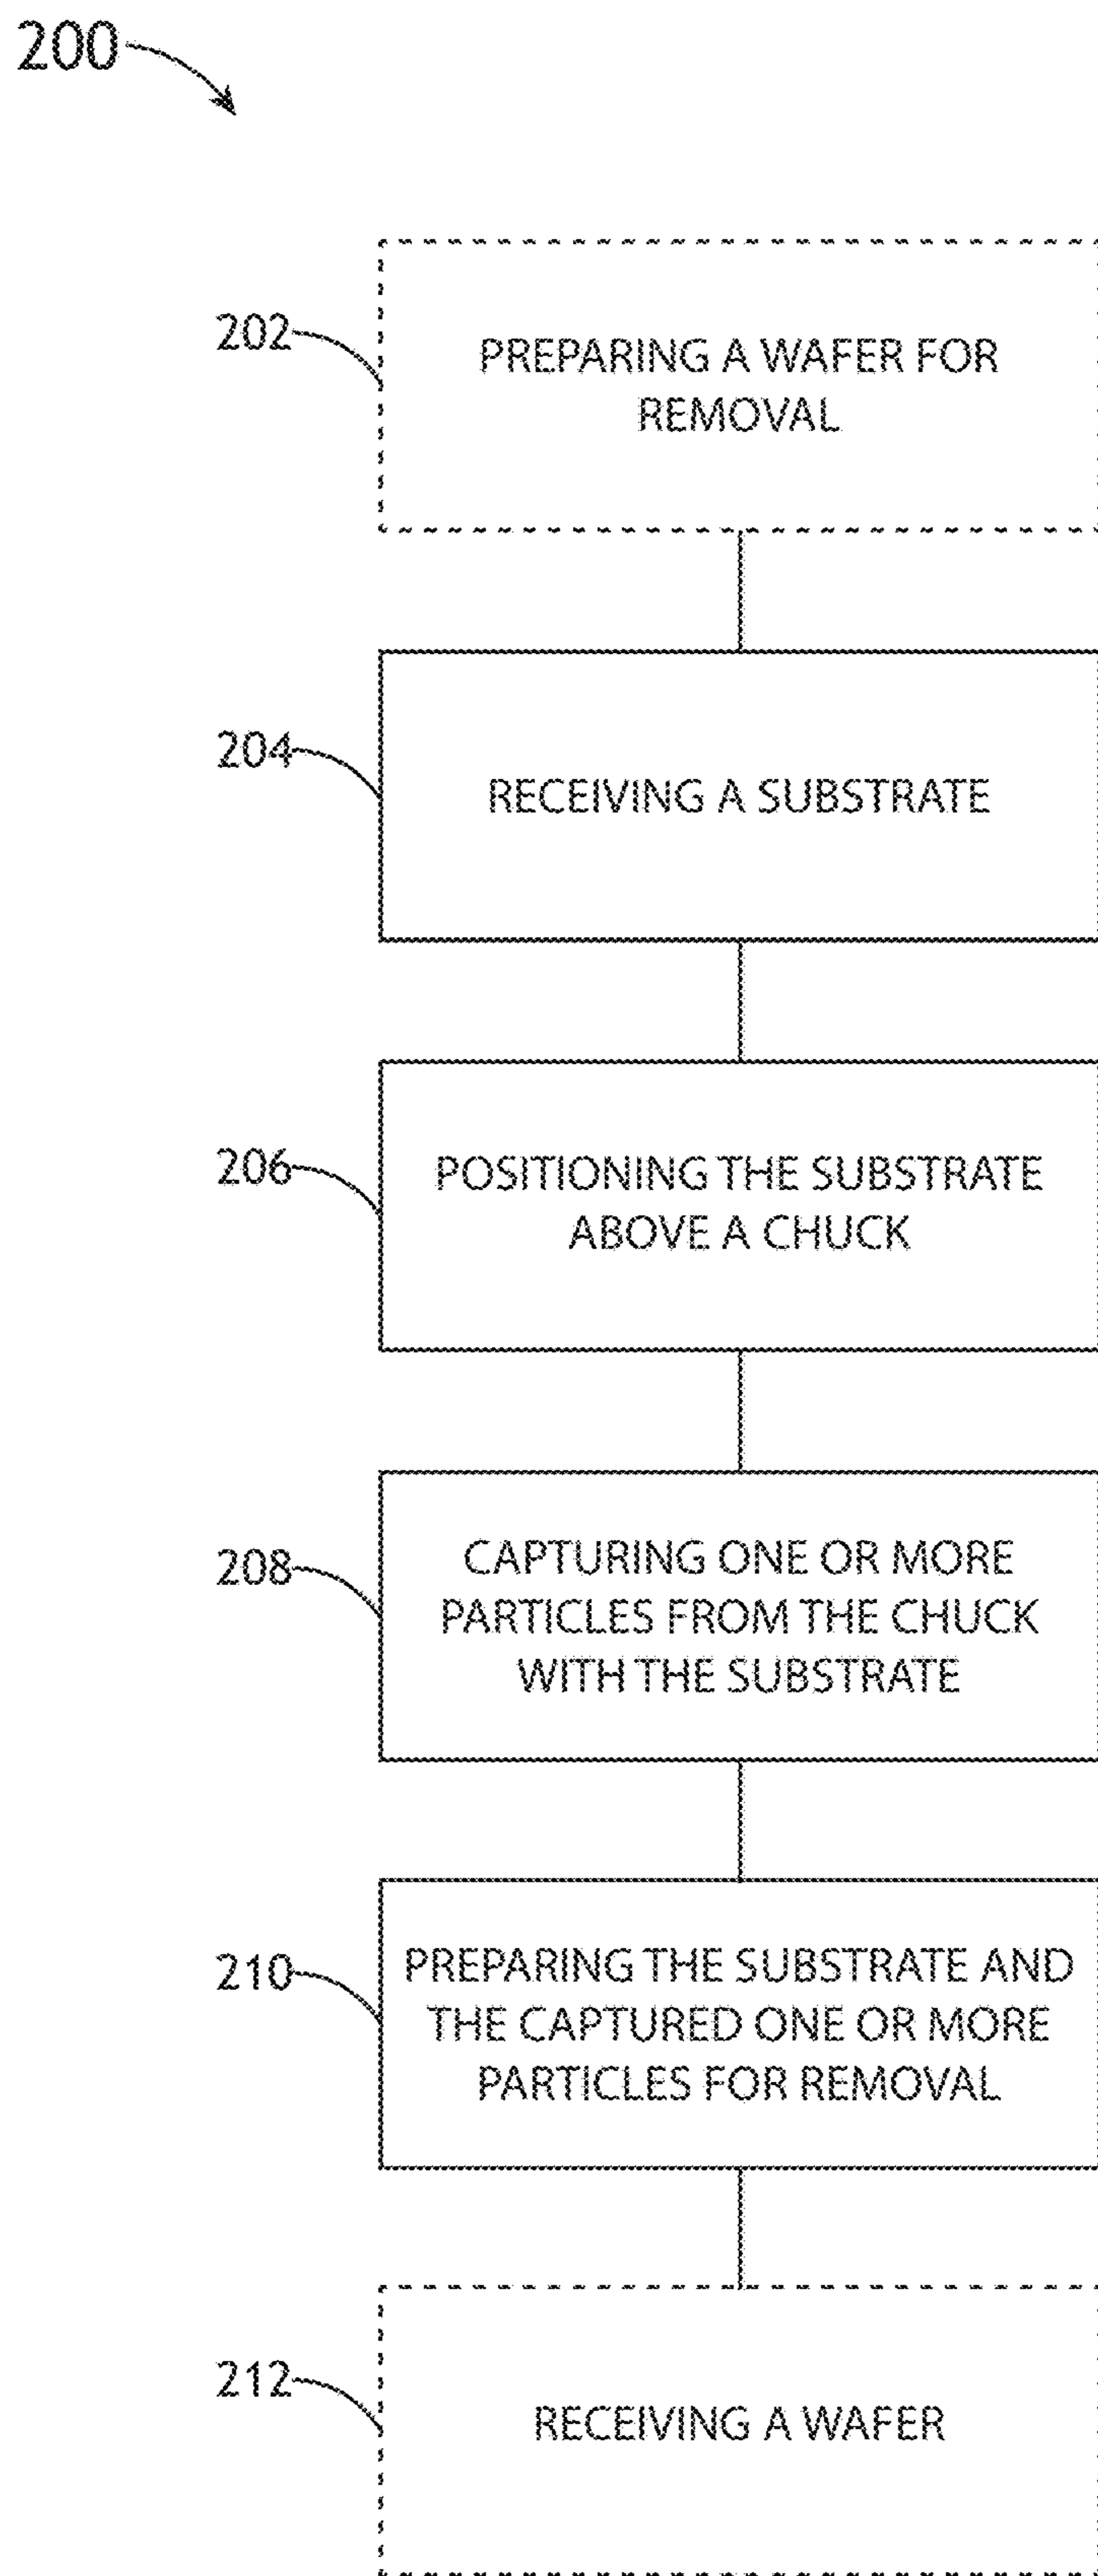 200
202
PREPARING A WAFER FOR
REMOVAL
204
RECEIVING A SUBSTRATE
206
POSITIONING THE SUBSTRATE
ABOVE A CHUCK
208
CAPTURING ONE OR MORE
PARTICLES FROM THE CHUCK
WITH THE SUBSTRATE
210
PREPARING THE SUBSTRATE AND
THE CAPTURED ONE OR MORE
PARTICLES FOR REMOVAL
212
RECEIVING A WAFER